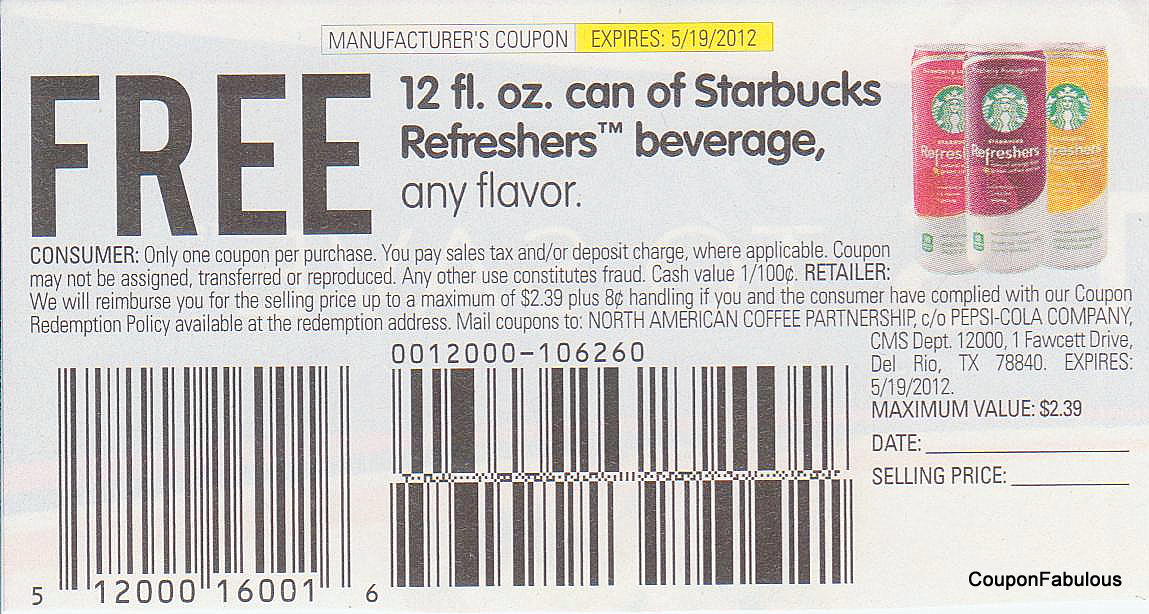 MANUFACTURER'S COUPON EXPIRES: 5/19/2012
FREE
12 fl. oz. can of Starbucks
Refreshers™ beverage,
any flavor.
Refreshers
CONSUMER: Only one coupon per purchase. You pay sales tax and/or deposit charge, where applicable. Coupon
may not be assigned, transferred or reproduced. Any other use constitutes fraud. Cash value 1/100¢. RETAILER:
We will reimburse you for the selling price up to a maximum of $2.39 plus 8¢ handling if you and the consumer have complied with our Coupon
Redemption Policy available at the redemption address. Mail coupons to: NORTH AMERICAN COFFEE PARTNERSHIP, c/o PEPSI-COLA COMPANY,
CMS Dept. 12000, 1 Fawcett Drive,
Del Rio, TX 78840. EXPIRES:
5/19/2012.
MAXIMUM VALUE: $2.39
DATE:
SELLING PRICE:
0012000-106260
5 12000 16001 6
CouponFabulous